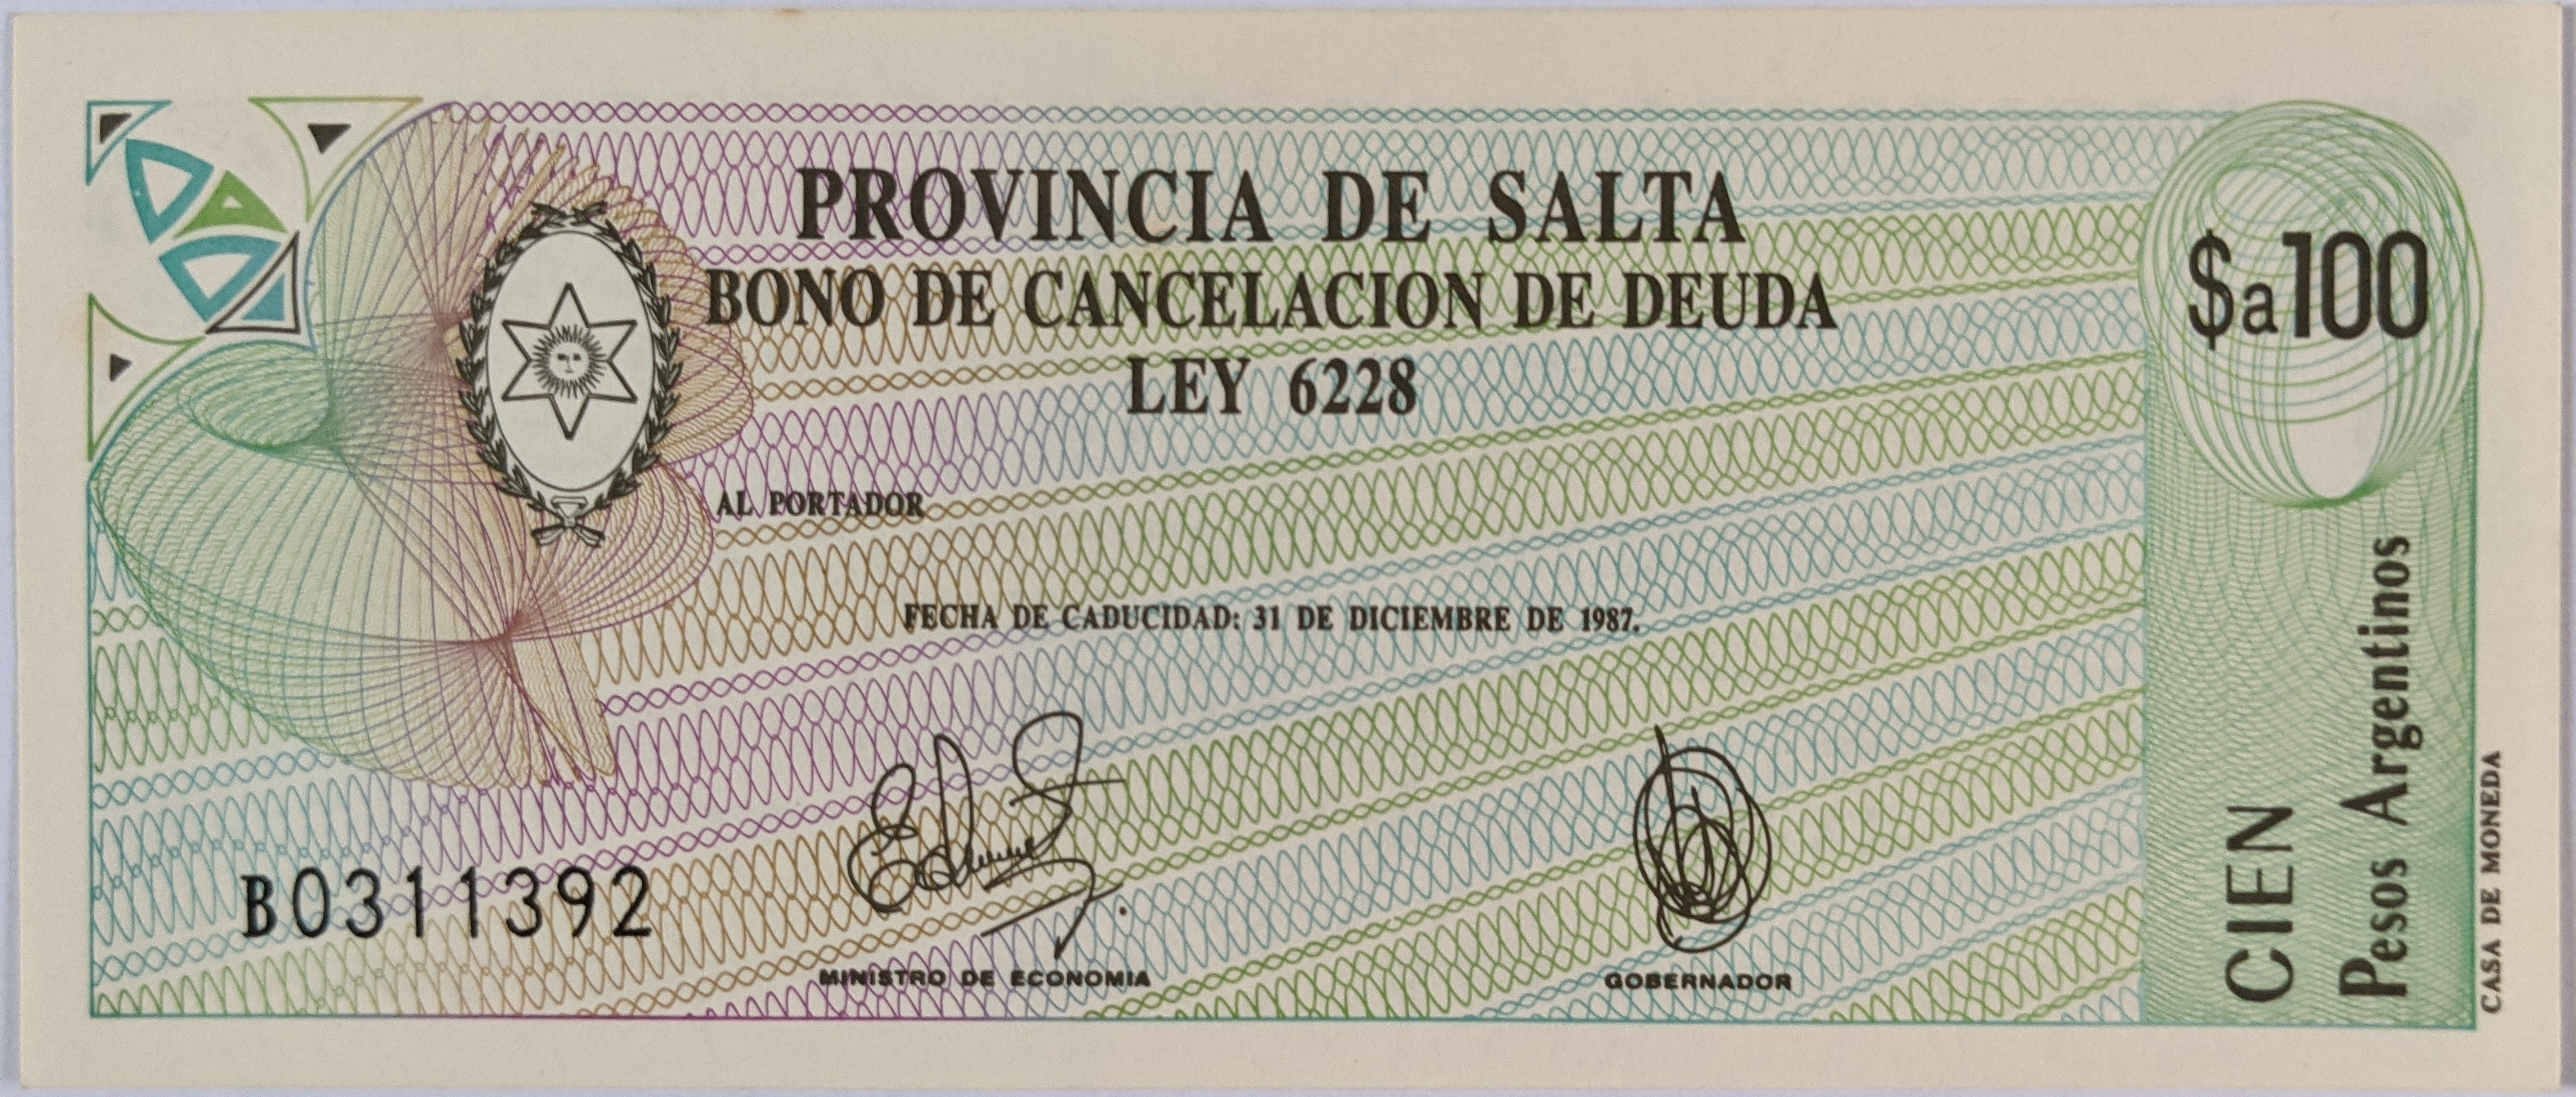 PROVINCIA DE SALTA
BONO DE CANCELACION DE DEUDA
LEY 6228
$a100
AL PORTADOR
FECHA DE CADUCIDAD: 31 DE DICIEMBRE DE 1987.
B0311392
MINISTRO DE ECONOMIA
GOBERNADOR
CIEN
Pesos Argentinos
CASA DE MONEDA